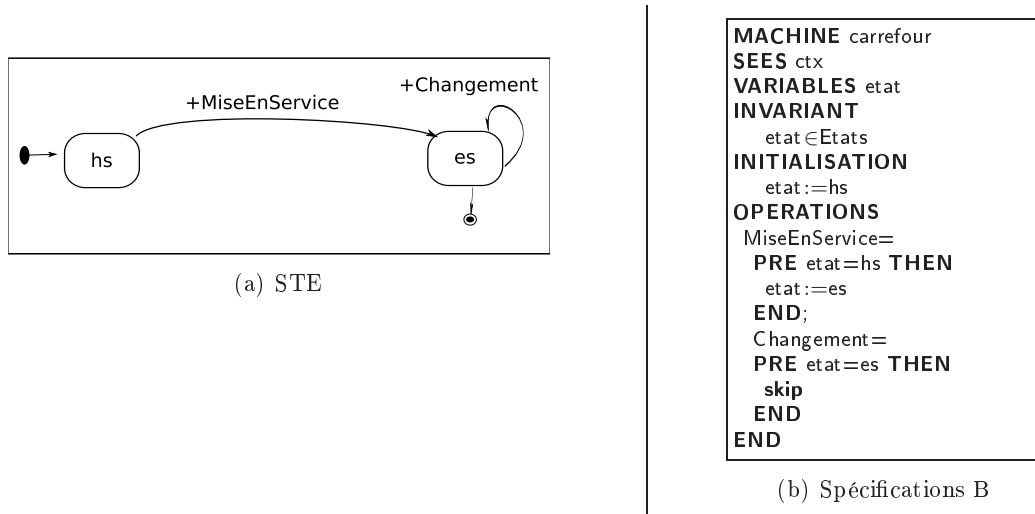 +MiseEnService
+Changement
hs
es
(a) STE
MACHINE carrefour
SEES ctx
VARIABLES etat
INVARIANT
etat∈Etats
INITIALISATION
etat:=hs
OPERATIONS
MiseEnService=
PRE etat=hs THEN
etat:=es
END;
Changement=
PRE etat=es THEN
skip
END
END
(b) Spécifications B